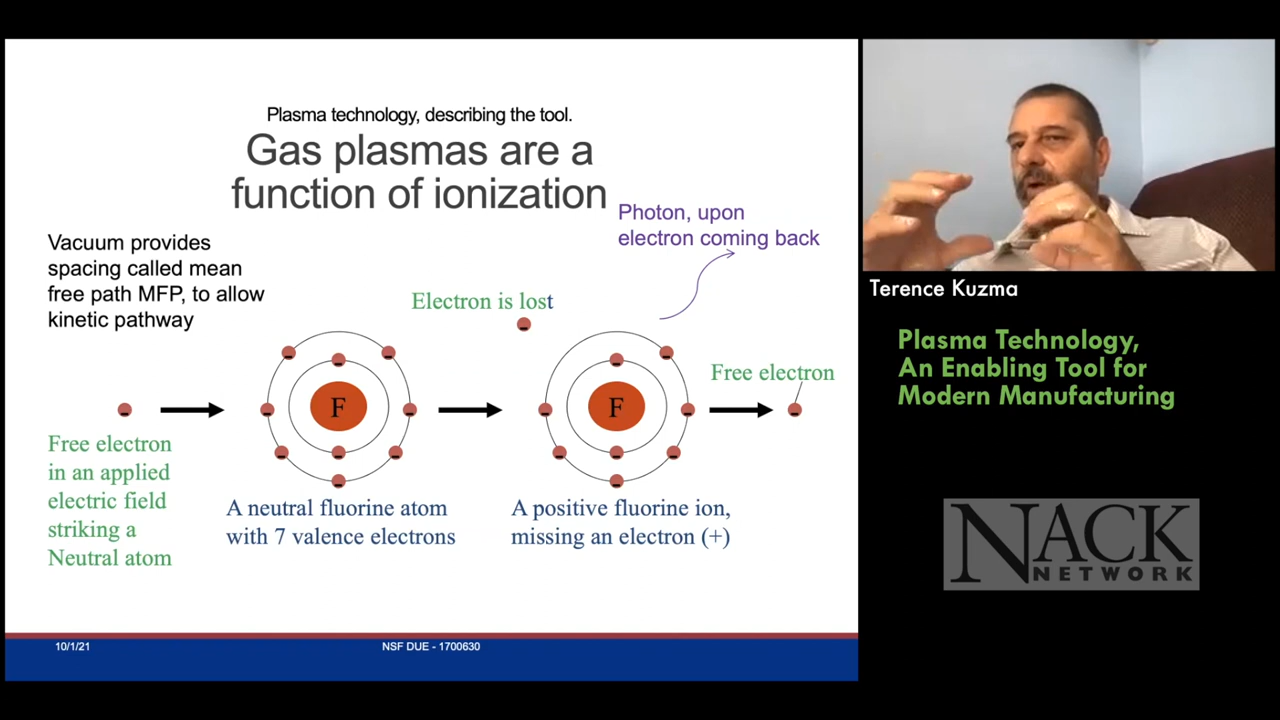 Plasma technology, describing the tool.
Gas plasmas are a
function of ionization
Photon, upon
electron coming back
Vacuum provides
spacing called mean
free path MFP, to allow
kinetic pathway
Electron is lost
Free electron
F
F
Free electron
in an applied
electric field
striking a
Neutral atom
A neutral fluorine atom
with 7 valence electrons
A positive fluorine ion,
missing an electron (+)
10/1/21
NSF DUE - 1700630
Terence Kuzma
Plasma Technology,
An Enabling Tool for
Modern Manufacturing
NACK
NETWORK